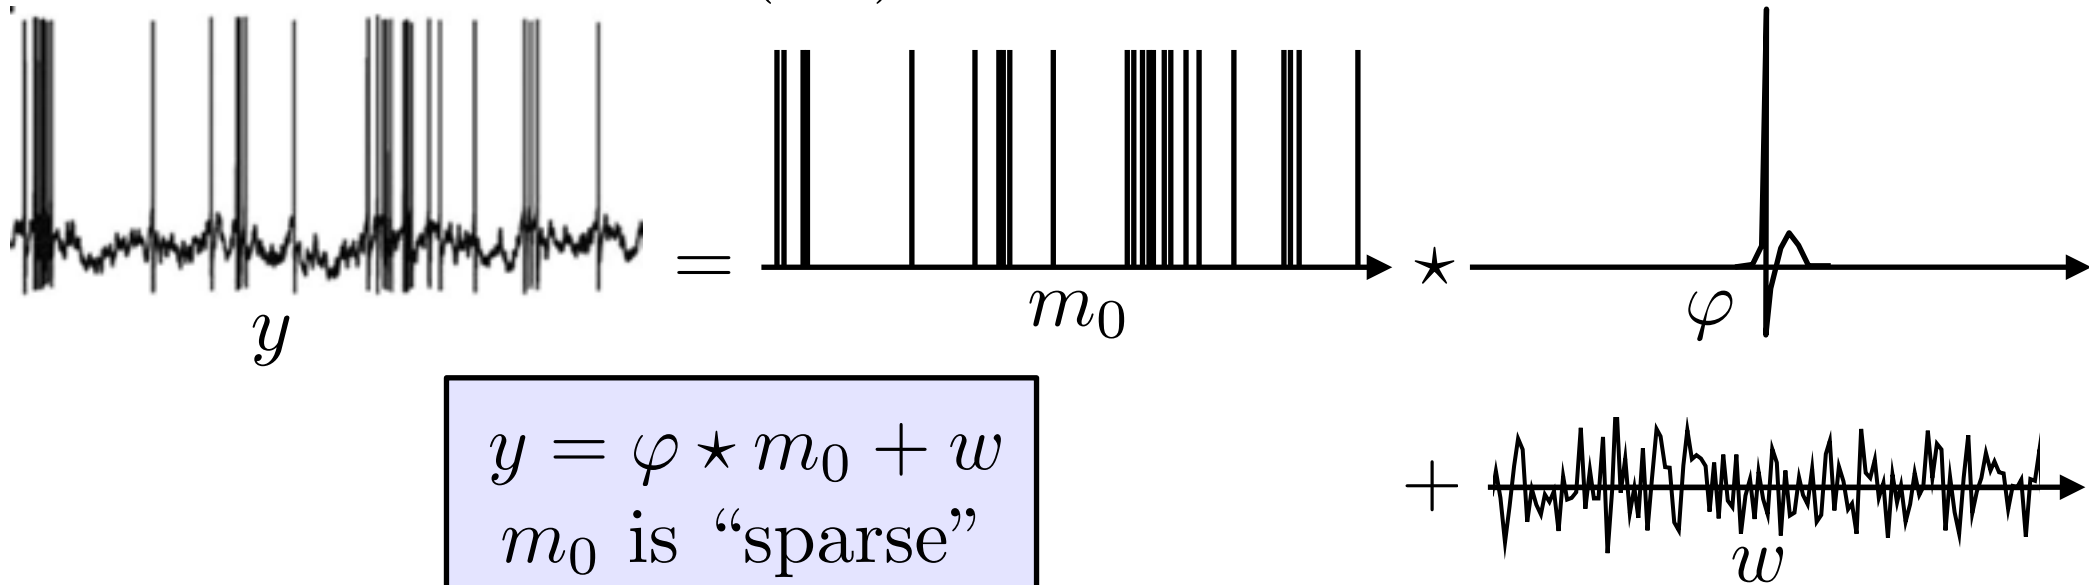 =
⋆
y
m₀
φ
y = φ ⋆ m₀ + w
m₀ is “sparse”
+
w